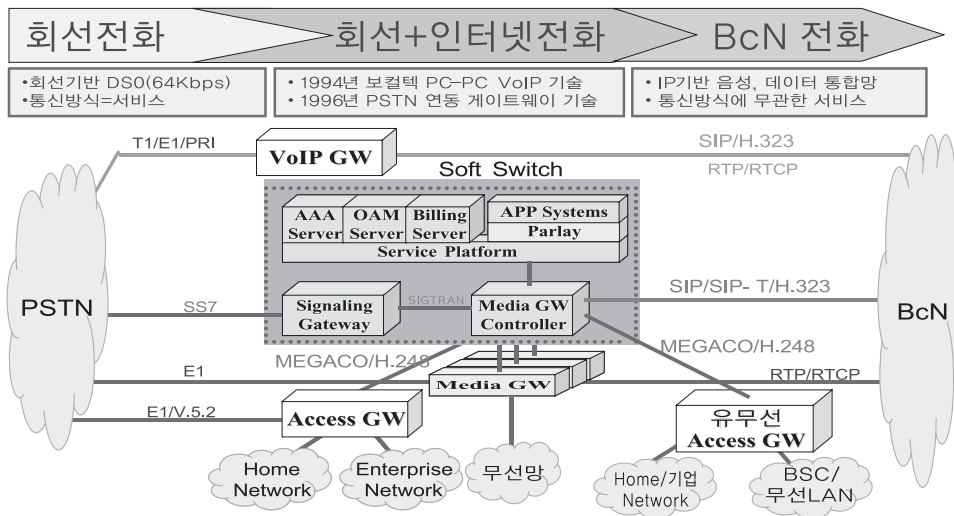 회선전화
회선+인터넷전화
BcN 전화
•회선기반 DS0(64Kbps)
•통신방식=서비스
• 1994년 보컬텍 PC-PC VoIP 기술
• 1996년 PSTN 연동 게이트웨이 기술
• IP기반 음성, 데이터 통합망
• 통신방식에 무관한 서비스
T1/E1/PRI
VoIP GW
SIP/H.323
RTP/RTCP
Soft Switch
AAA
Server
OAM
Server
Billing
Server
APP Systems
Parlay
Service Platform
PSTN
SS7
Signaling
Gateway
SIGTRAN
Media GW
Controller
SIP/SIP- T/H.323
BcN
MEGACO/H.248
MEGACO/H.248
E1
Media GW
RTP/RTCP
E1/V.5.2
Access GW
유무선
Access GW
Home
Network
Enterprise
Network
무선망
Home/기업
Network
BSC/
무선LAN